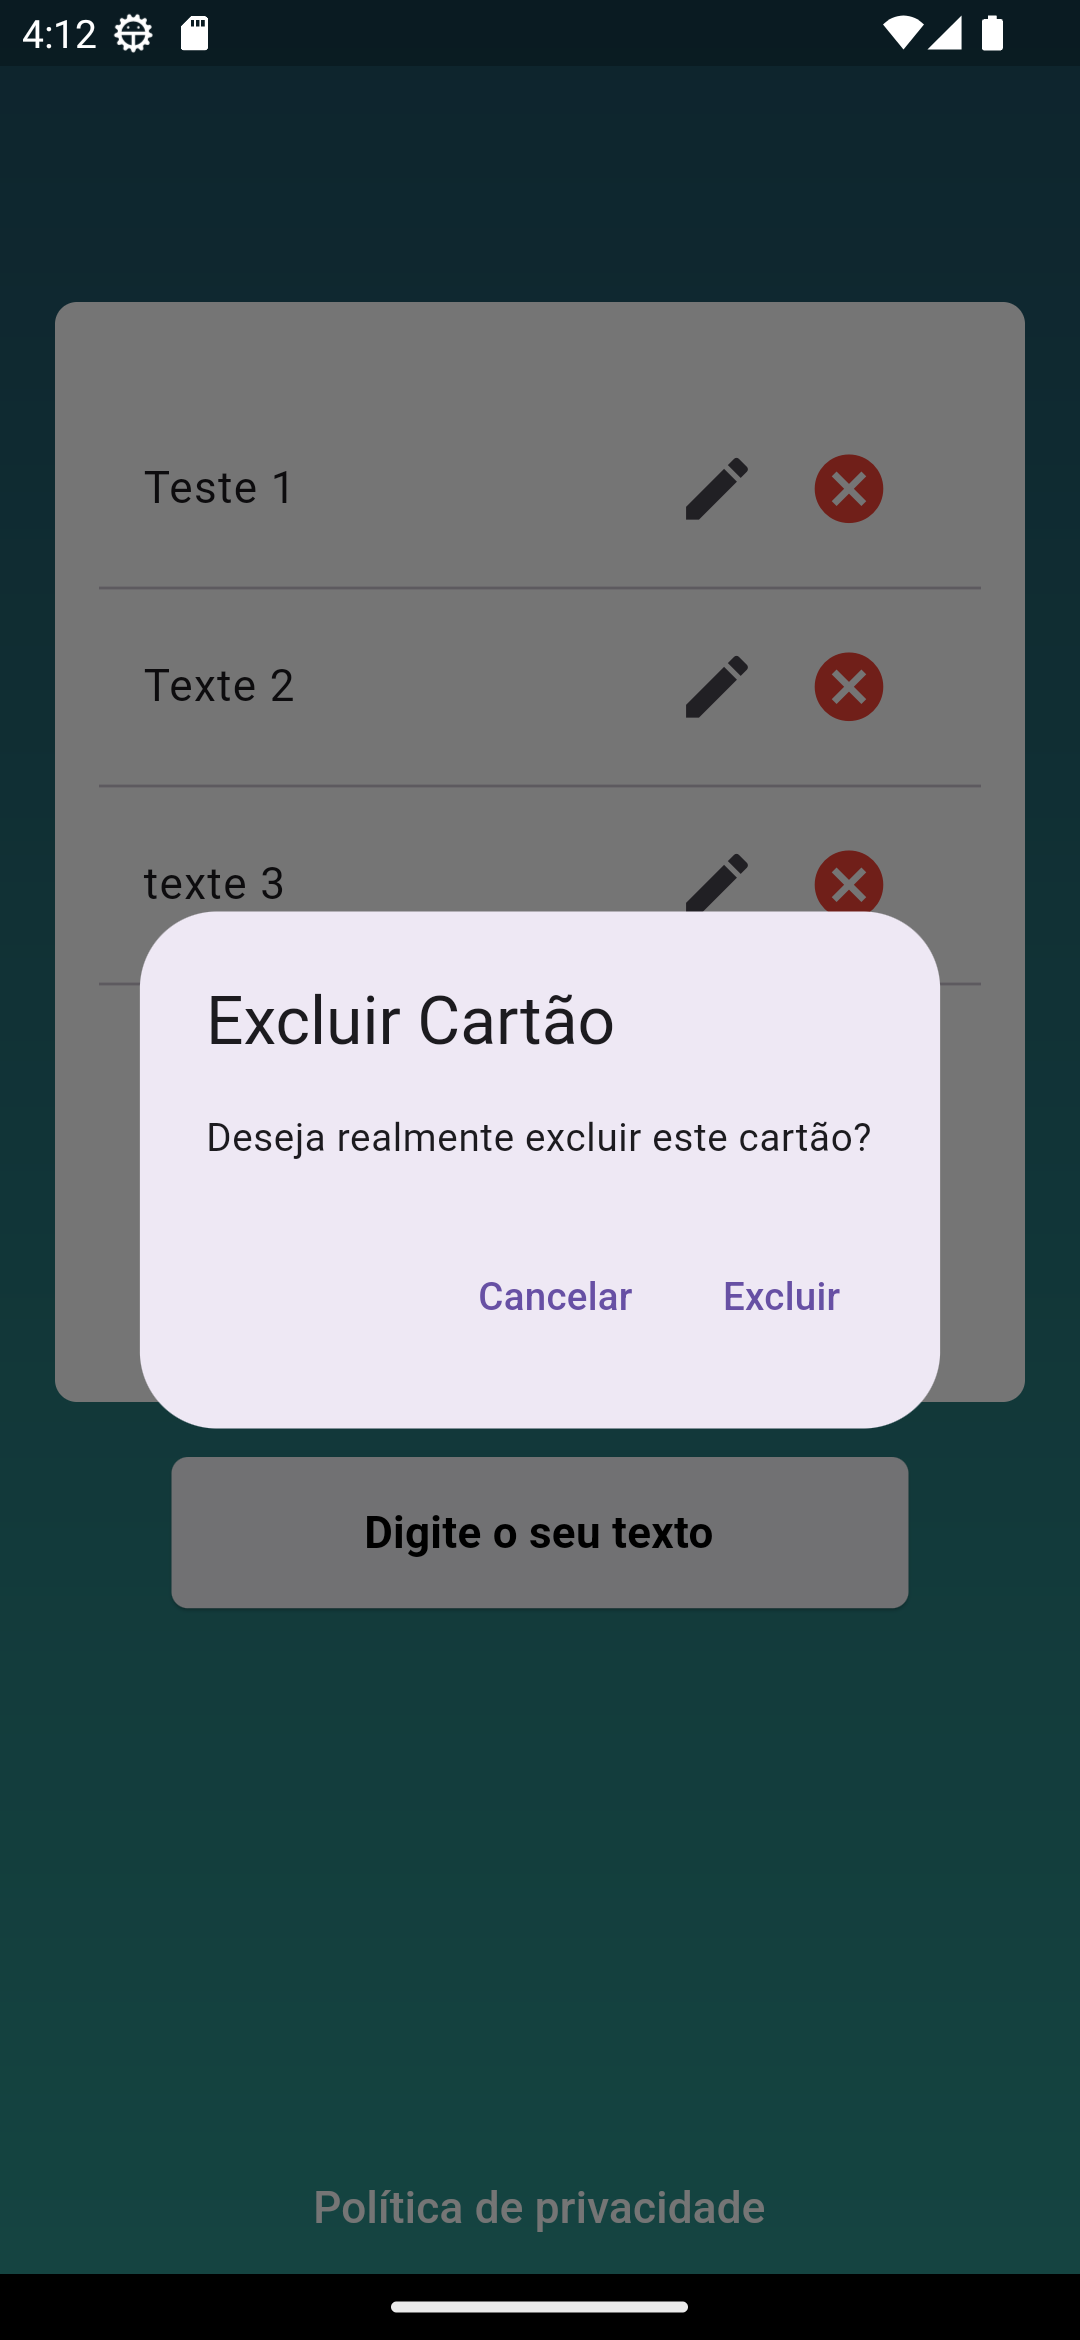 4:12
Teste 1
Texte 2
texte 3
Excluir Cartão
Deseja realmente excluir este cartão?
Cancelar
Excluir
Digite o seu texto
Política de privacidade